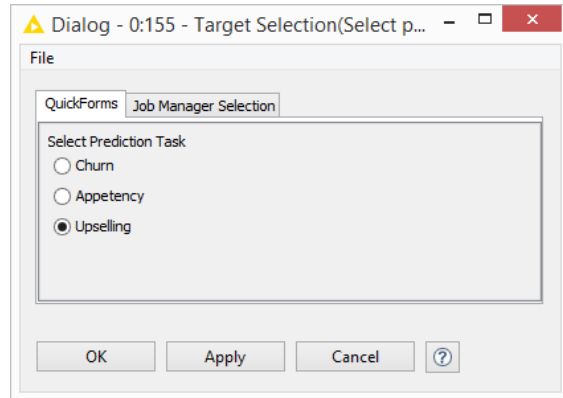 Dialog - 0:155 - Target Selection(Select p...
File
QuickForms Job Manager Selection
Select Prediction Task
Churn
Appetency
Upselling
OK Apply Cancel ?